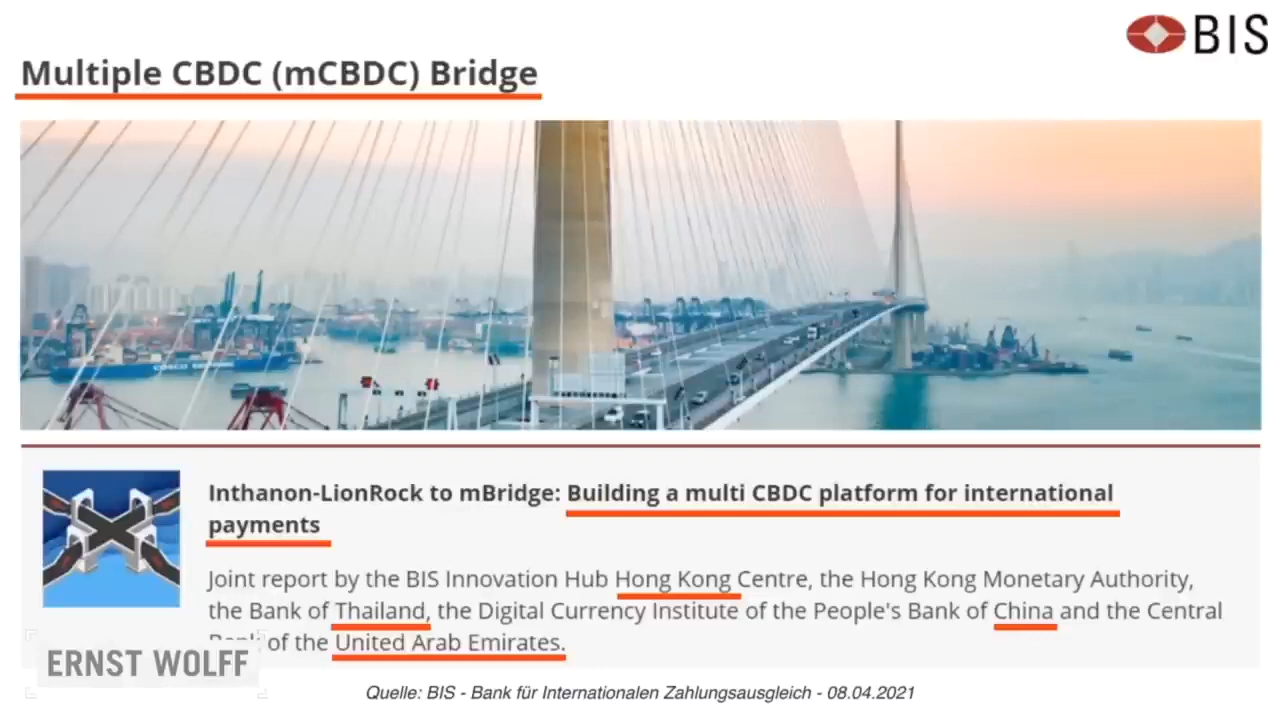 BIS
Multiple CBDC (mCBDC) Bridge
Inthanon-LionRock to mBridge: Building a multi CBDC platform for international
payments
Joint report by the BIS Innovation Hub Hong Kong Centre, the Hong Kong Monetary Authority,
the Bank of Thailand, the Digital Currency Institute of the People's Bank of China and the Central
Bank of the United Arab Emirates.
ERNST WOLFF
Quelle: BIS - Bank für Internationalen Zahlungsausgleich - 08.04.2021